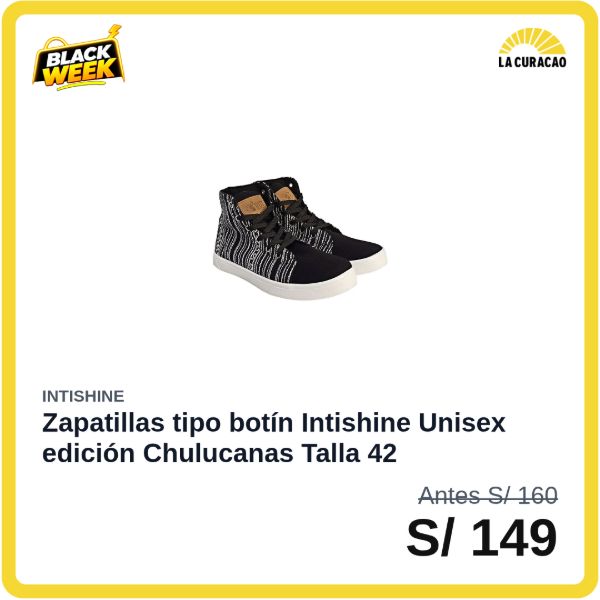 BLACK
WEEK
LA CURACAO
INTISHINE
Zapatillas tipo botín Intishine Unisex
edición Chulucanas Talla 42
Antes S/ 160
S/ 149